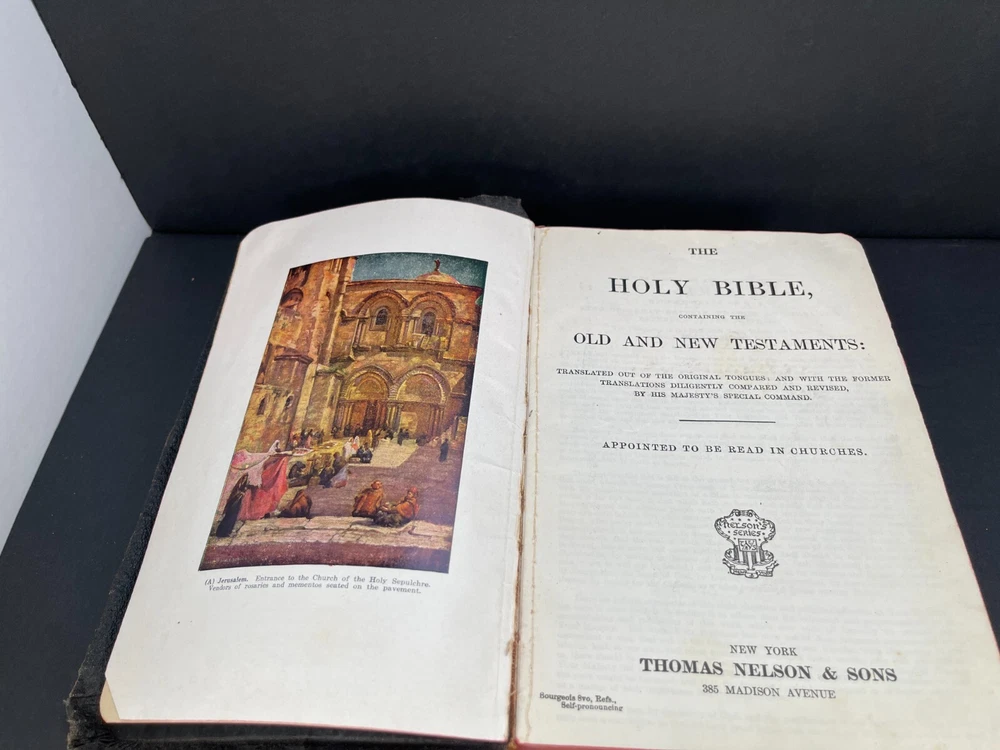 (A) Jerusalem. Entrance to the Church of the Holy Sepulchre.
Venders of rosaries and mementos seated on the pavement.
THE
HOLY BIBLE,
CONTAINING THE
OLD AND NEW TESTAMENTS:
TRANSLATED OUT OF THE ORIGINAL TONGUES: AND WITH THE FORMER
TRANSLATIONS DILIGENTLY COMPARED AND REVISED,
BY HIS MAJESTY'S SPECIAL COMMAND.
APPOINTED TO BE READ IN CHURCHES.
NELSON'S
SERIES
NEW YORK
THOMAS NELSON & SONS
385 MADISON AVENUE
Bourgeois 8vo, Refs.,
Self-pronouncing